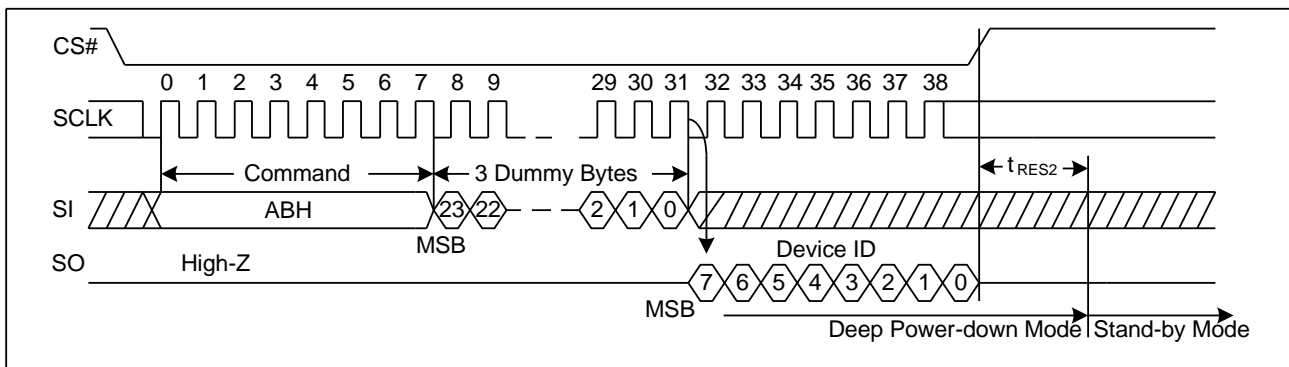 CS#
0 1 2 3 4 5 6 7 8 9 29 30 31 32 33 34 35 36 37 38
SCLK
Command 3 Dummy Bytes tRES2
SI ABH 23 22 2 1 0
MSB
SO High-Z Device ID
7 6 5 4 3 2 1 0
MSB
Deep Power-down Mode Stand-by Mode